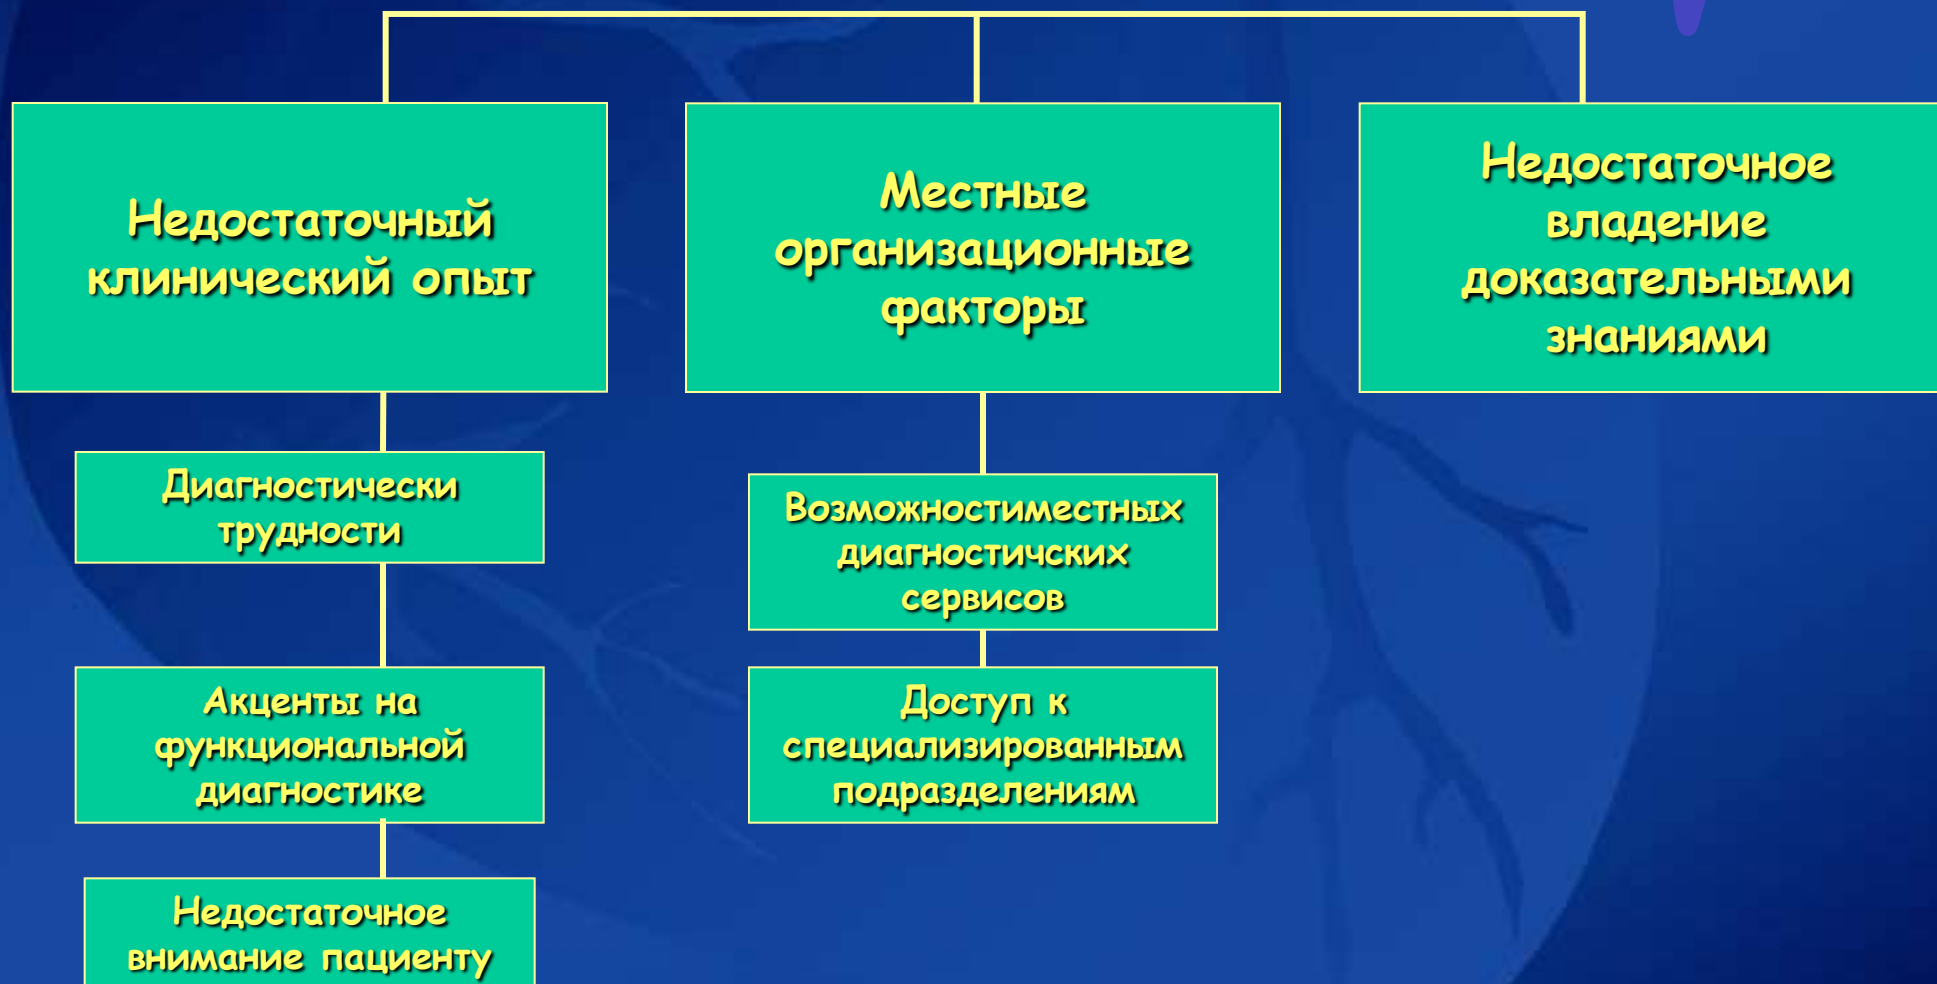 Недостаточный
клинический опыт
Диагностически
трудности
Акценты на
функциональной
диагностике
Недостаточное
внимание пациенту
Местные
организационные
факторы
Возможностиместных
диагностичских
сервисов
Доступ к
специализированным
подразделениям
Недостаточное
владение
доказательными
знаниями